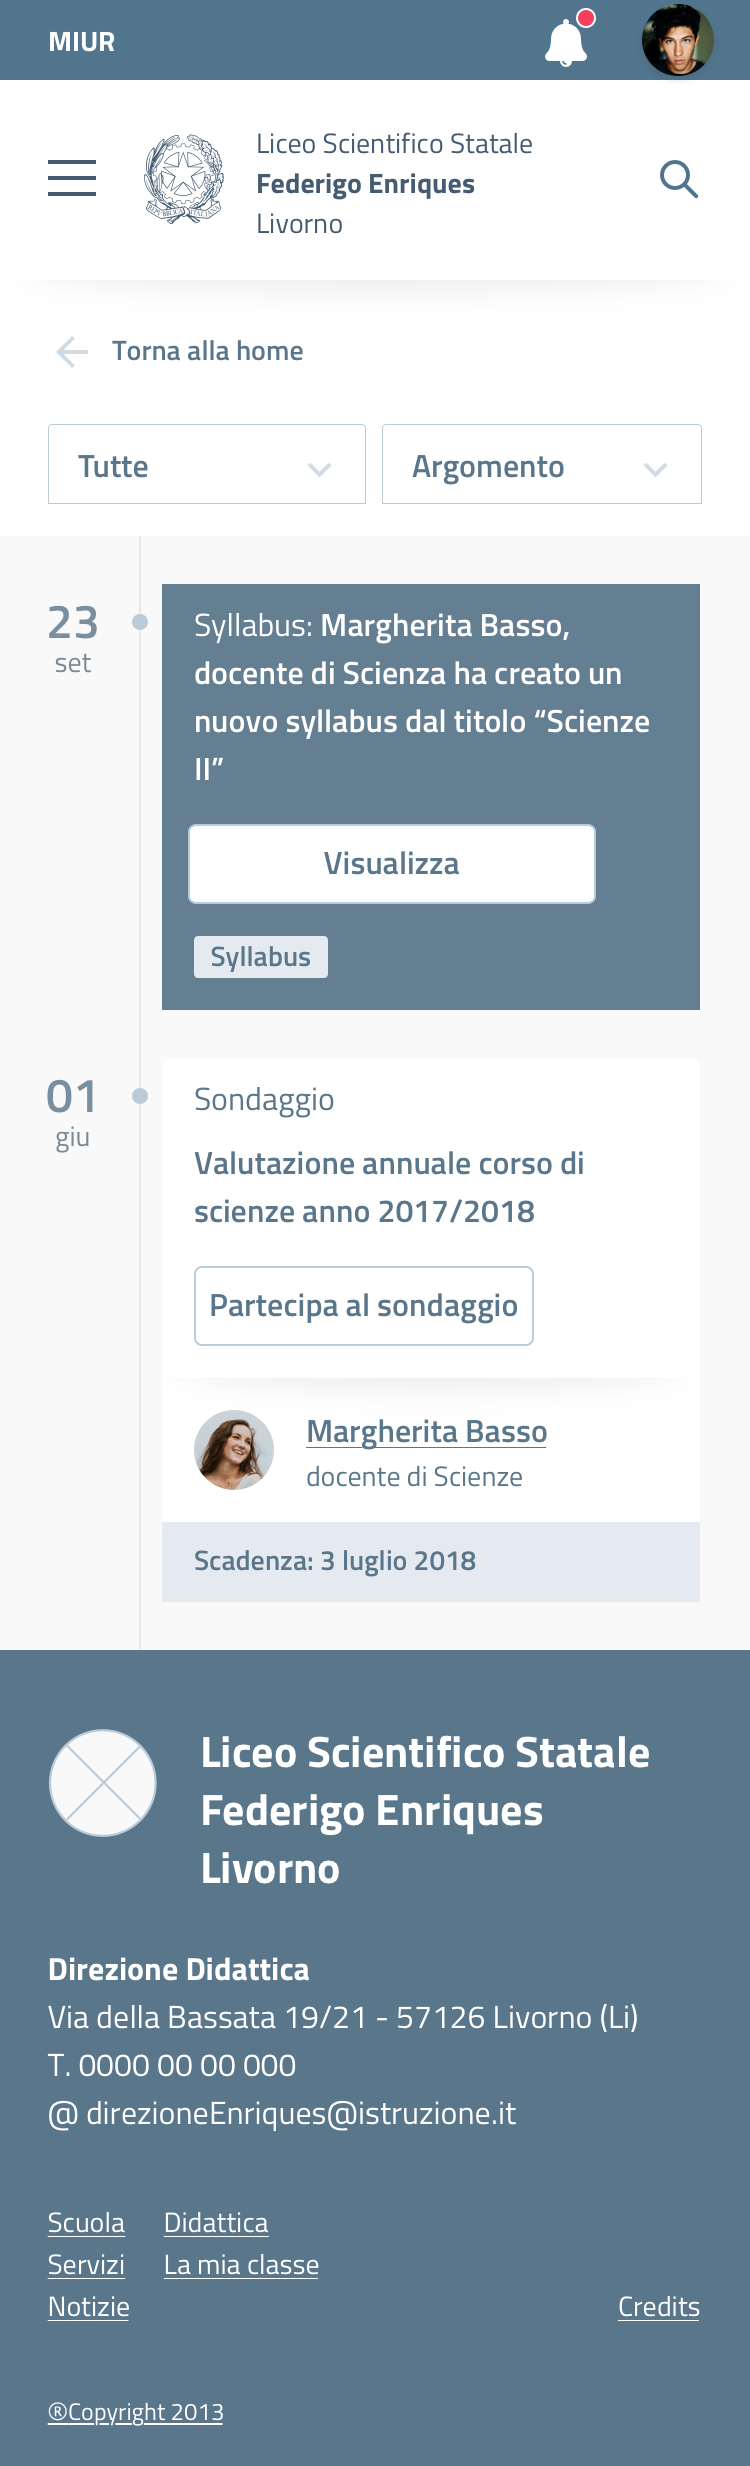 MIUR
Liceo Scientifico Statale
Federigo Enriques
Livorno
REPVBBLICA ITALIANA
Torna alla home
Tutte
Argomento
23
set
Syllabus: Margherita Basso,
docente di Scienza ha creato un
nuovo syllabus dal titolo “Scienze
II”
Visualizza
Syllabus
01
giu
Sondaggio
Valutazione annuale corso di
scienze anno 2017/2018
Partecipa al sondaggio
Margherita Basso
docente di Scienze
Scadenza: 3 luglio 2018
Liceo Scientifico Statale
Federigo Enriques
Livorno
Direzione Didattica
Via della Bassata 19/21 - 57126 Livorno (Li)
T. 0000 00 00 000
@ direzioneEnriques@istruzione.it
Scuola Didattica
Servizi La mia classe
Notizie Credits
®Copyright 2013